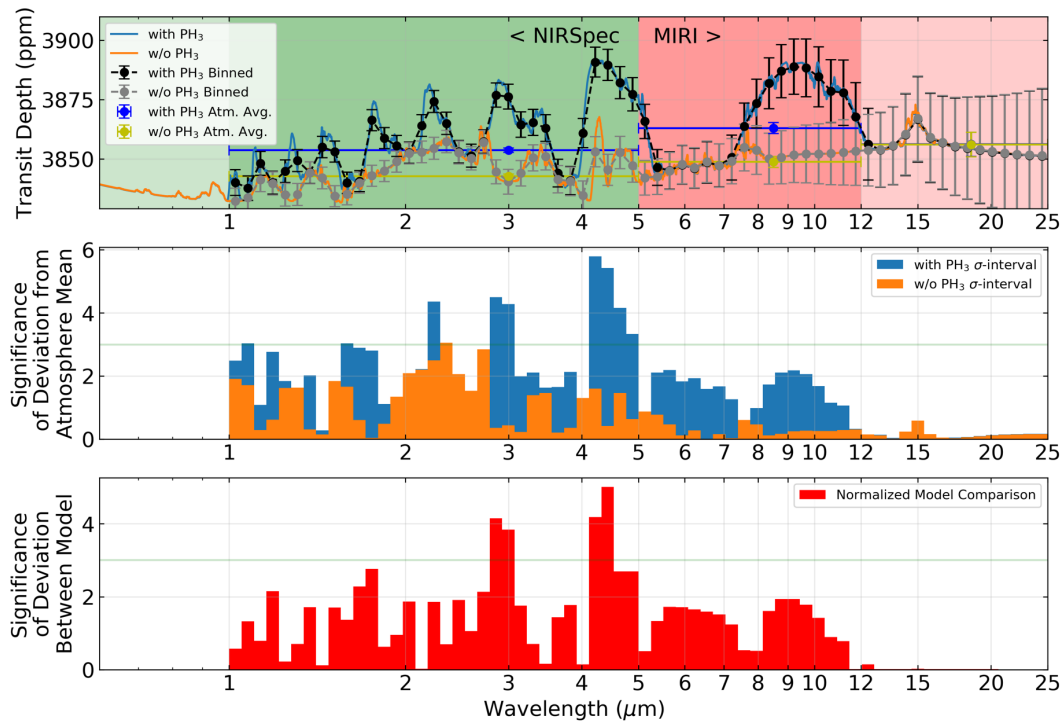 Transit Depth (ppm)
3900
3875
3850
with PH₃
w/o PH₃
with PH₃ Binned
w/o PH₃ Binned
with PH₃ Atm. Avg.
w/o PH₃ Atm. Avg.
< NIRSpec
MIRI >
1 2 3 4 5 6 7 8 9 10 12 15 20 25
Significance
of Deviation from
Atmosphere Mean
6
4
2
0
with PH₃ σ-interval
w/o PH₃ σ-interval
1 2 3 4 5 6 7 8 9 10 12 15 20 25
Significance
of Deviation
Between Model
4
2
0
Normalized Model Comparison
1 2 3 4 5 6 7 8 9 10 12 15 20 25
Wavelength (μm)